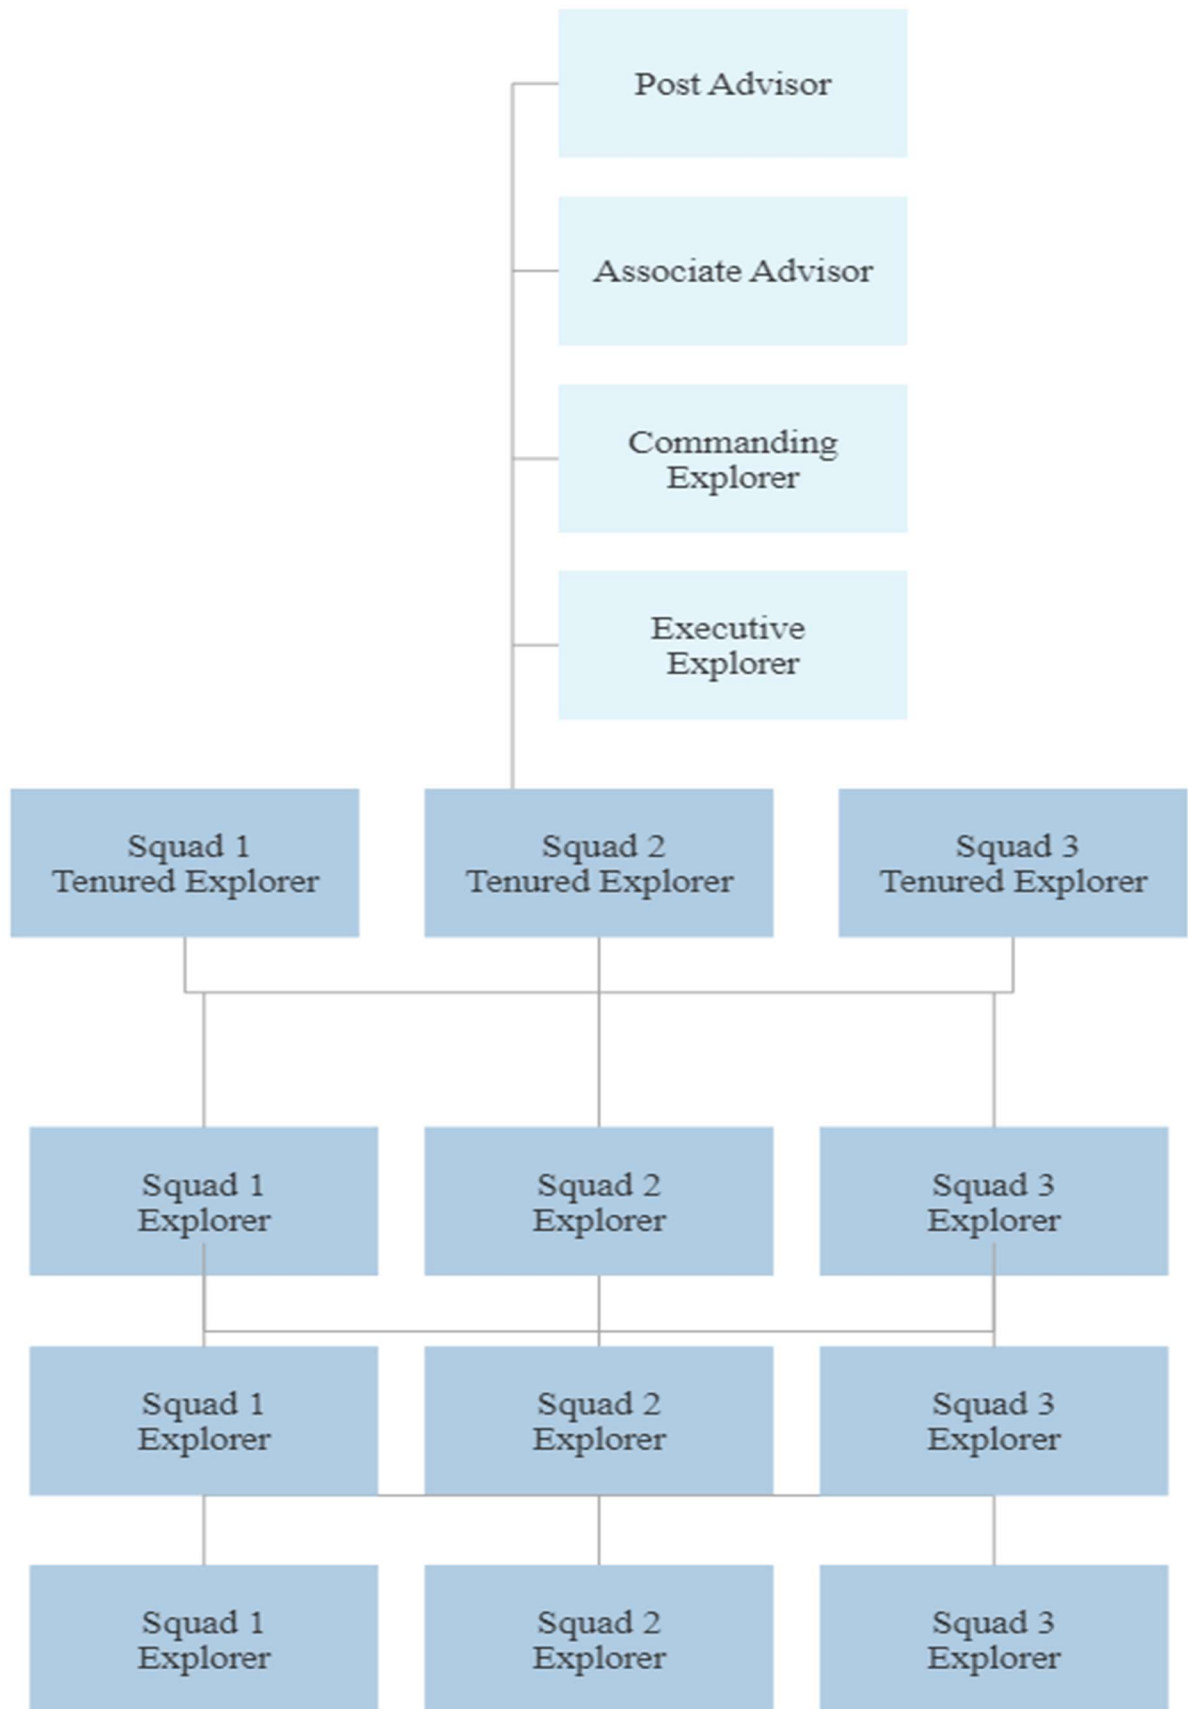 Post Advisor
Associate Advisor
Commanding
Explorer
Executive
Explorer
Squad 1
Tenured Explorer
Squad 2
Tenured Explorer
Squad 3
Tenured Explorer
Squad 1
Explorer
Squad 2
Explorer
Squad 3
Explorer
Squad 1
Explorer
Squad 2
Explorer
Squad 3
Explorer
Squad 1
Explorer
Squad 2
Explorer
Squad 3
Explorer